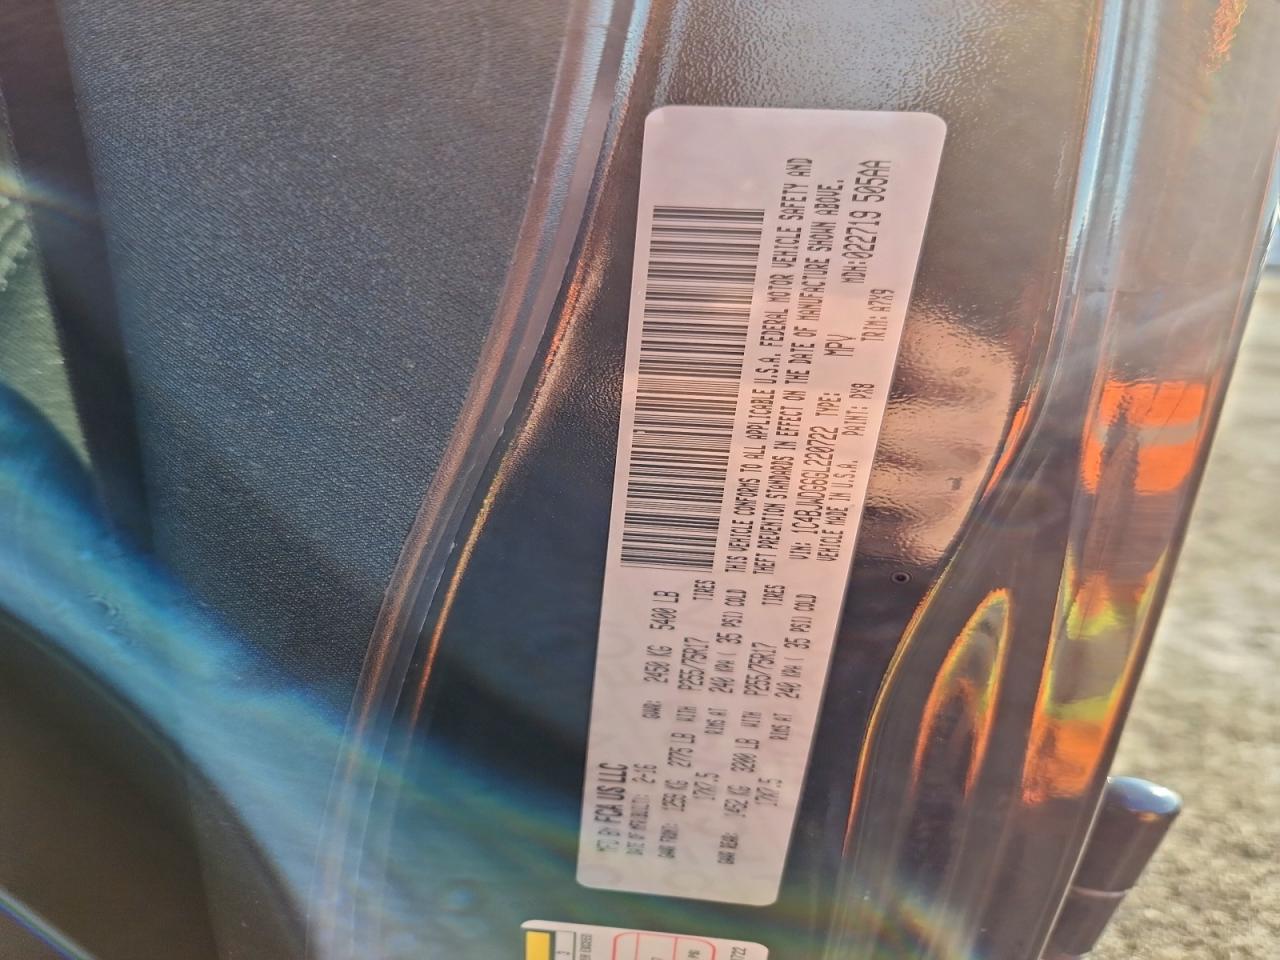 MFD BY FCA US LLC
DATE OF MFR(BUILT): 2-16 GVWR: 2450 KG 5400 LB
GAWR FRONT: 1259 KG 2775 LB WITH P255/75R17 TIRES
17X7.5 RIMS AT 240 KPA ( 35 PSI) COLD
GAWR REAR: 1452 KG 3200 LB WITH P255/75R17 TIRES
17X7.5 RIMS AT 240 KPA ( 35 PSI) COLD
THIS VEHICLE CONFORMS TO ALL APPLICABLE U.S.A. FEDERAL MOTOR VEHICLE SAFETY AND
THEFT PREVENTION STANDARDS IN EFFECT ON THE DATE OF MANUFACTURE SHOWN ABOVE.
VIN: 1C4BJWDG6GL220722 TYPE: MPV MDH:022719 505AA
VEHICLE MADE IN U.S.A. PAINT: PX8 TRIM: A7X9